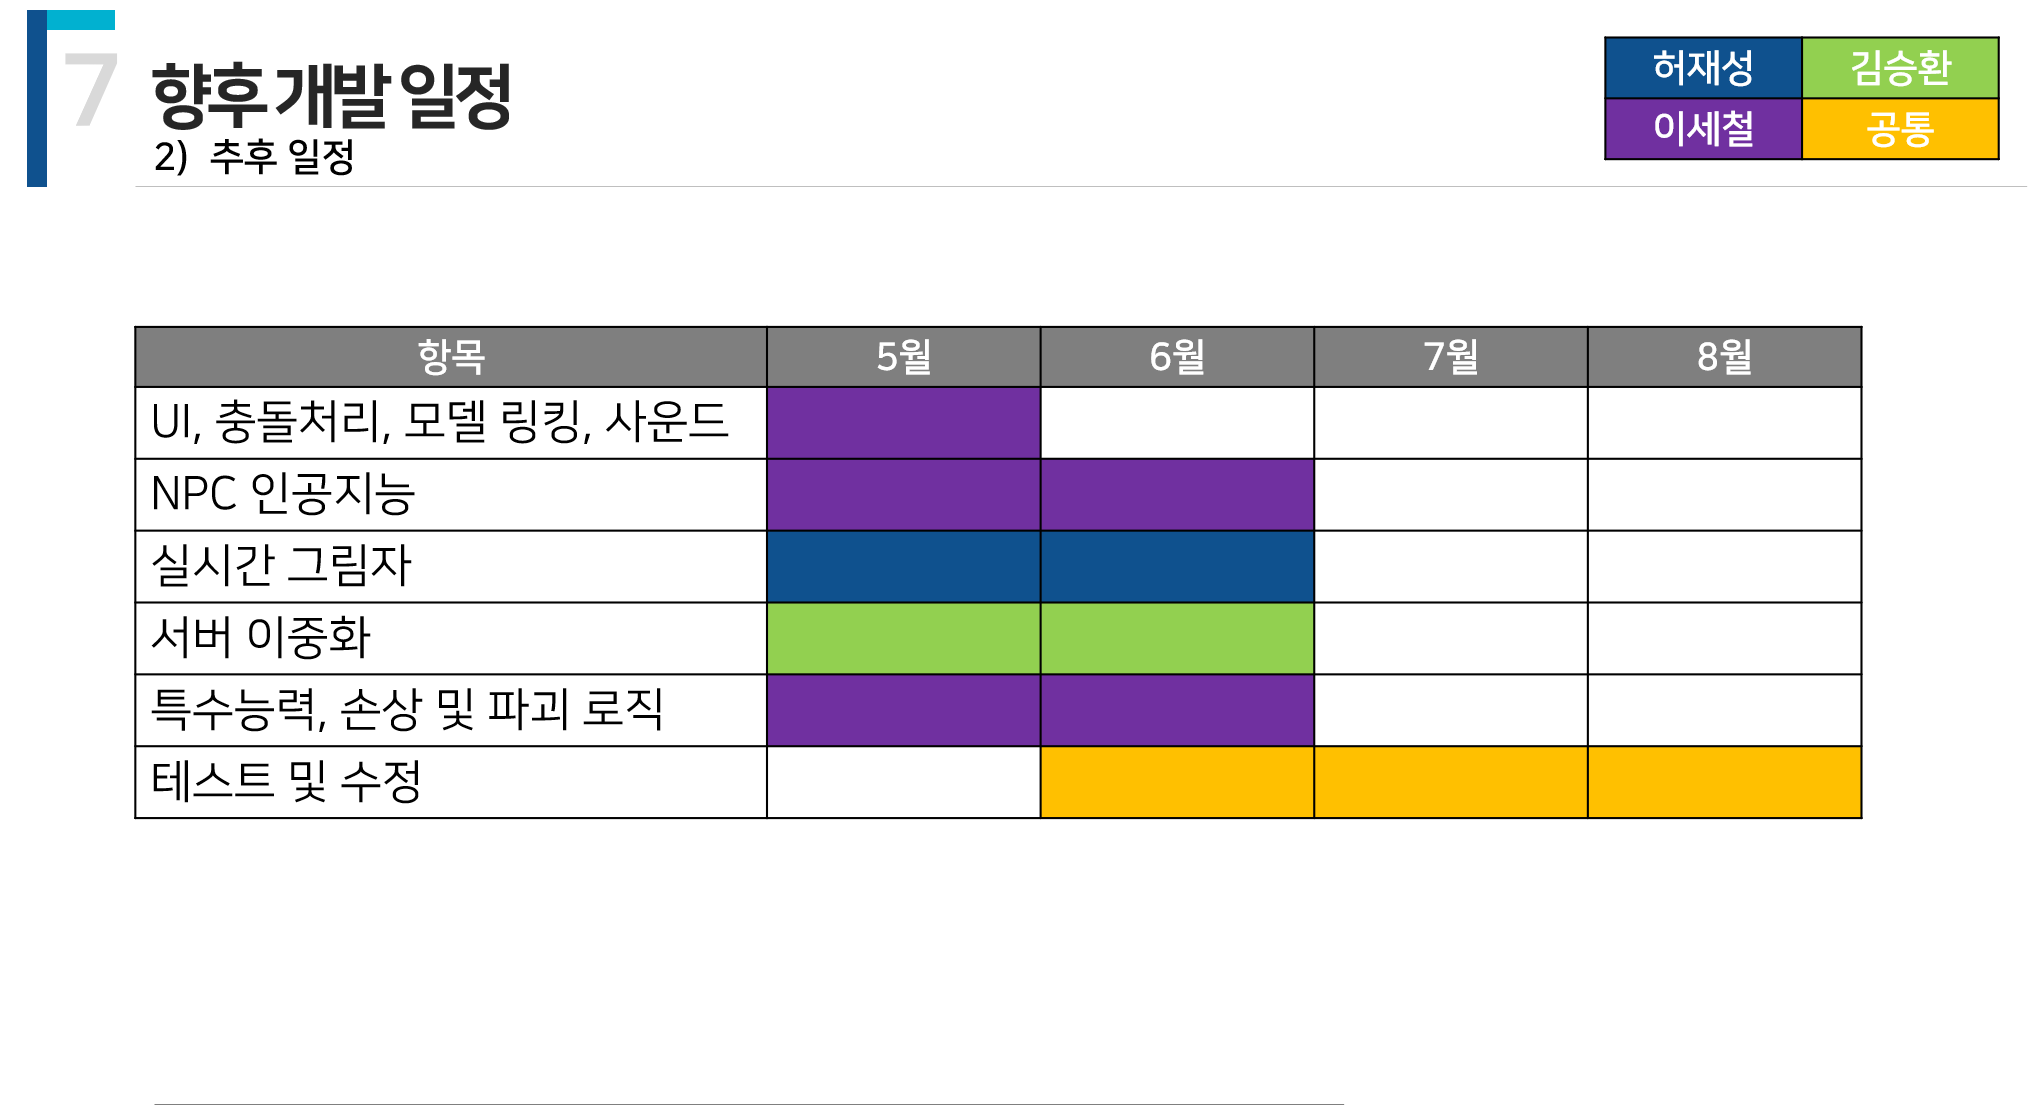 7
향후 개발 일정
2) 추후 일정
허재성 김승환
이세철 공통
항목 5월 6월 7월 8월
UI, 충돌처리, 모델 링킹, 사운드
NPC 인공지능
실시간 그림자
서버 이중화
특수능력, 손상 및 파괴 로직
테스트 및 수정